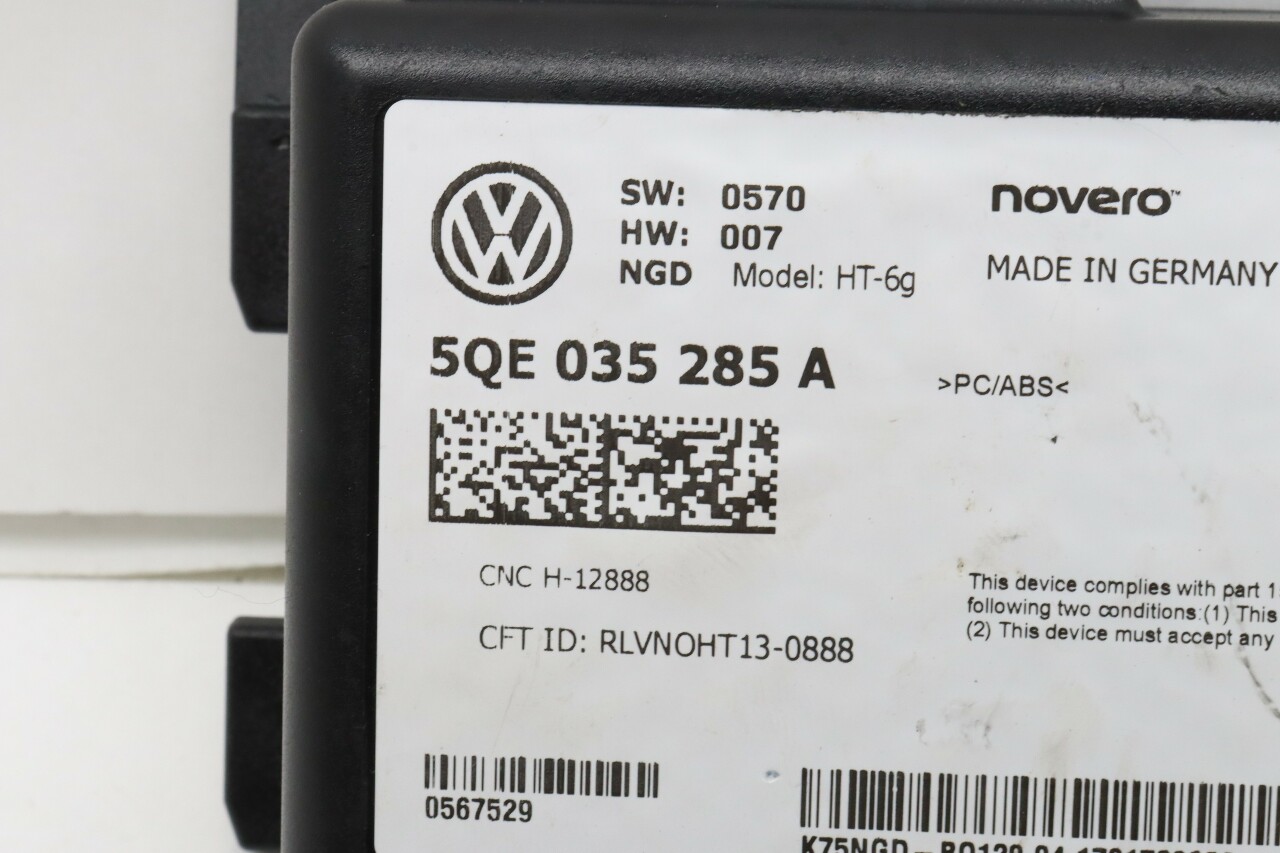 SW: 0570
HW: 007
NGD Model: HT-6g
novero™
MADE IN GERMANY
5QE 035 285 A
>PC/ABS<
CNC H-12888
CFT ID: RLVNOHT13-0888
This device complies with part
following two conditions:(1) This
(2) This device must accept any
0567529